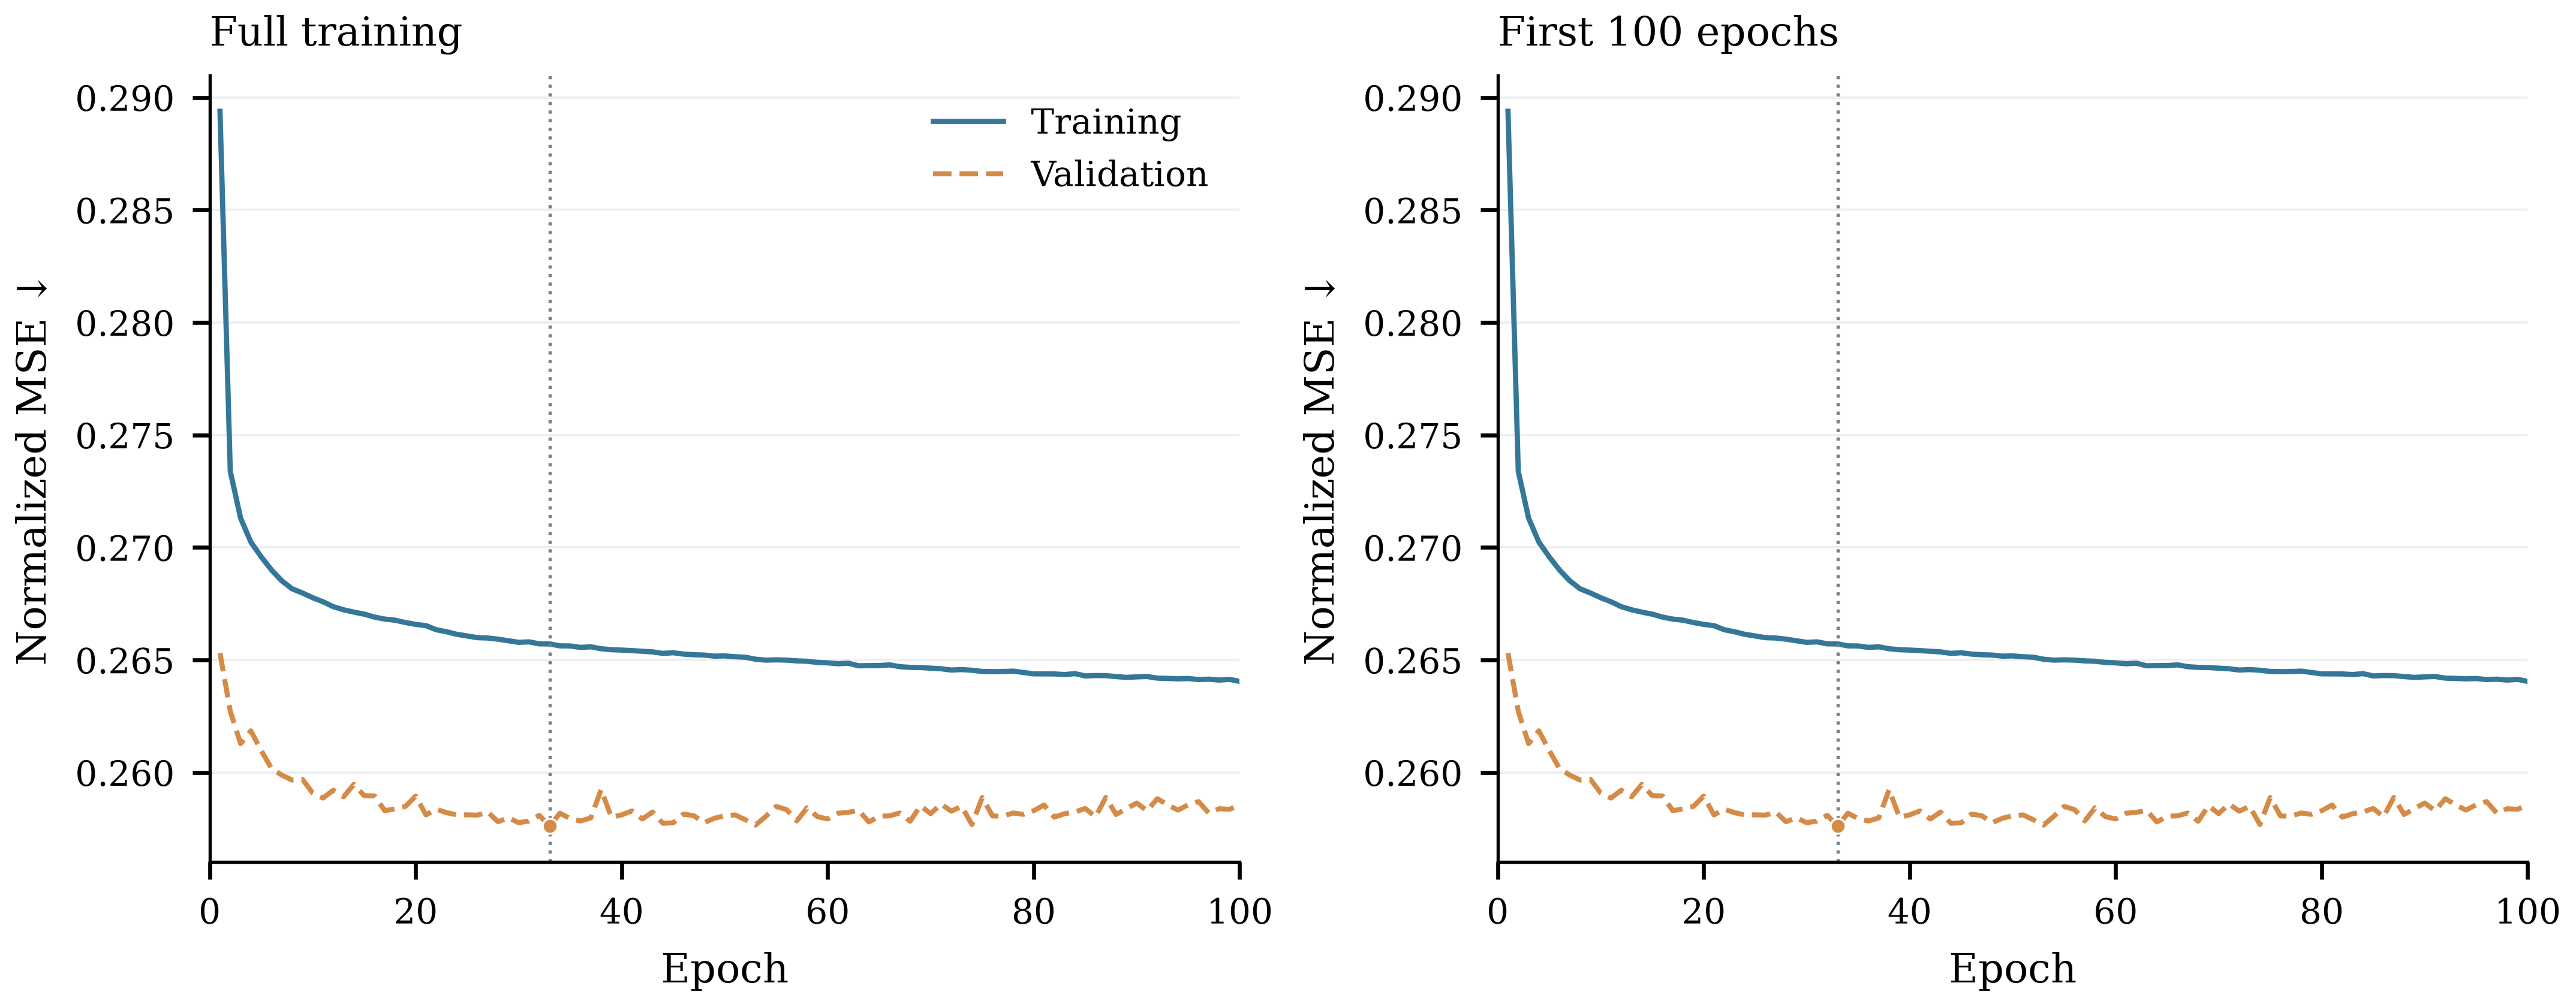 Full training
Normalized MSE ↓
0.290
0.285
0.280
0.275
0.270
0.265
0.260
Training
Validation
0 20 40 60 80 100
Epoch
First 100 epochs
Normalized MSE ↓
0.290
0.285
0.280
0.275
0.270
0.265
0.260
0 20 40 60 80 100
Epoch